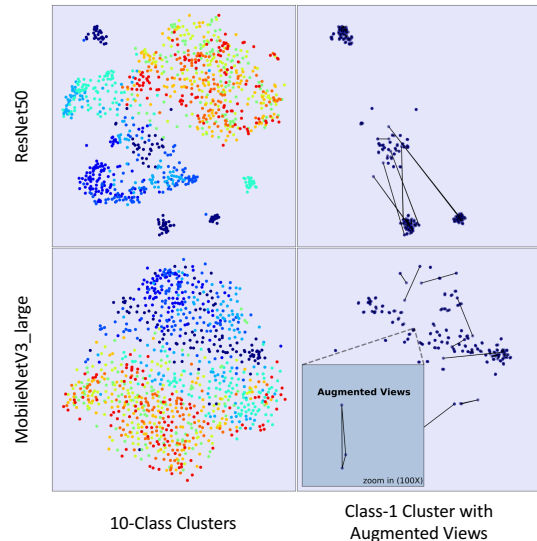 ResNet50
MobileNetV3_large
Augmented Views
zoom in (100X)
10-Class Clusters
Class-1 Cluster with
Augmented Views